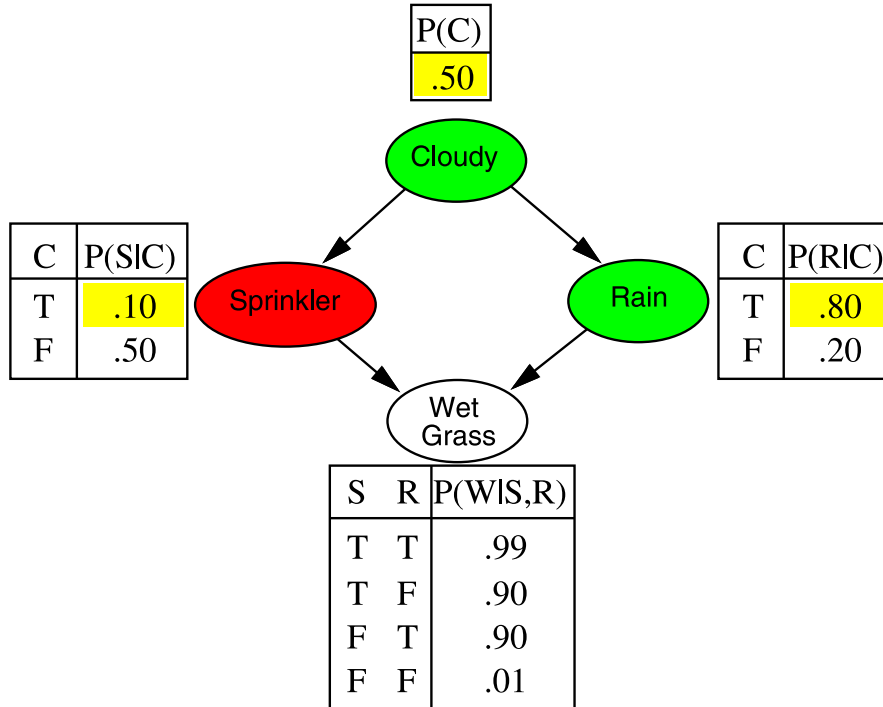 P(C)
.50
Cloudy
C P(S|C)
T .10
F .50
Sprinkler
Rain
C P(R|C)
T .80
F .20
Wet
Grass
S R P(W|S,R)
T T .99
T F .90
F T .90
F F .01